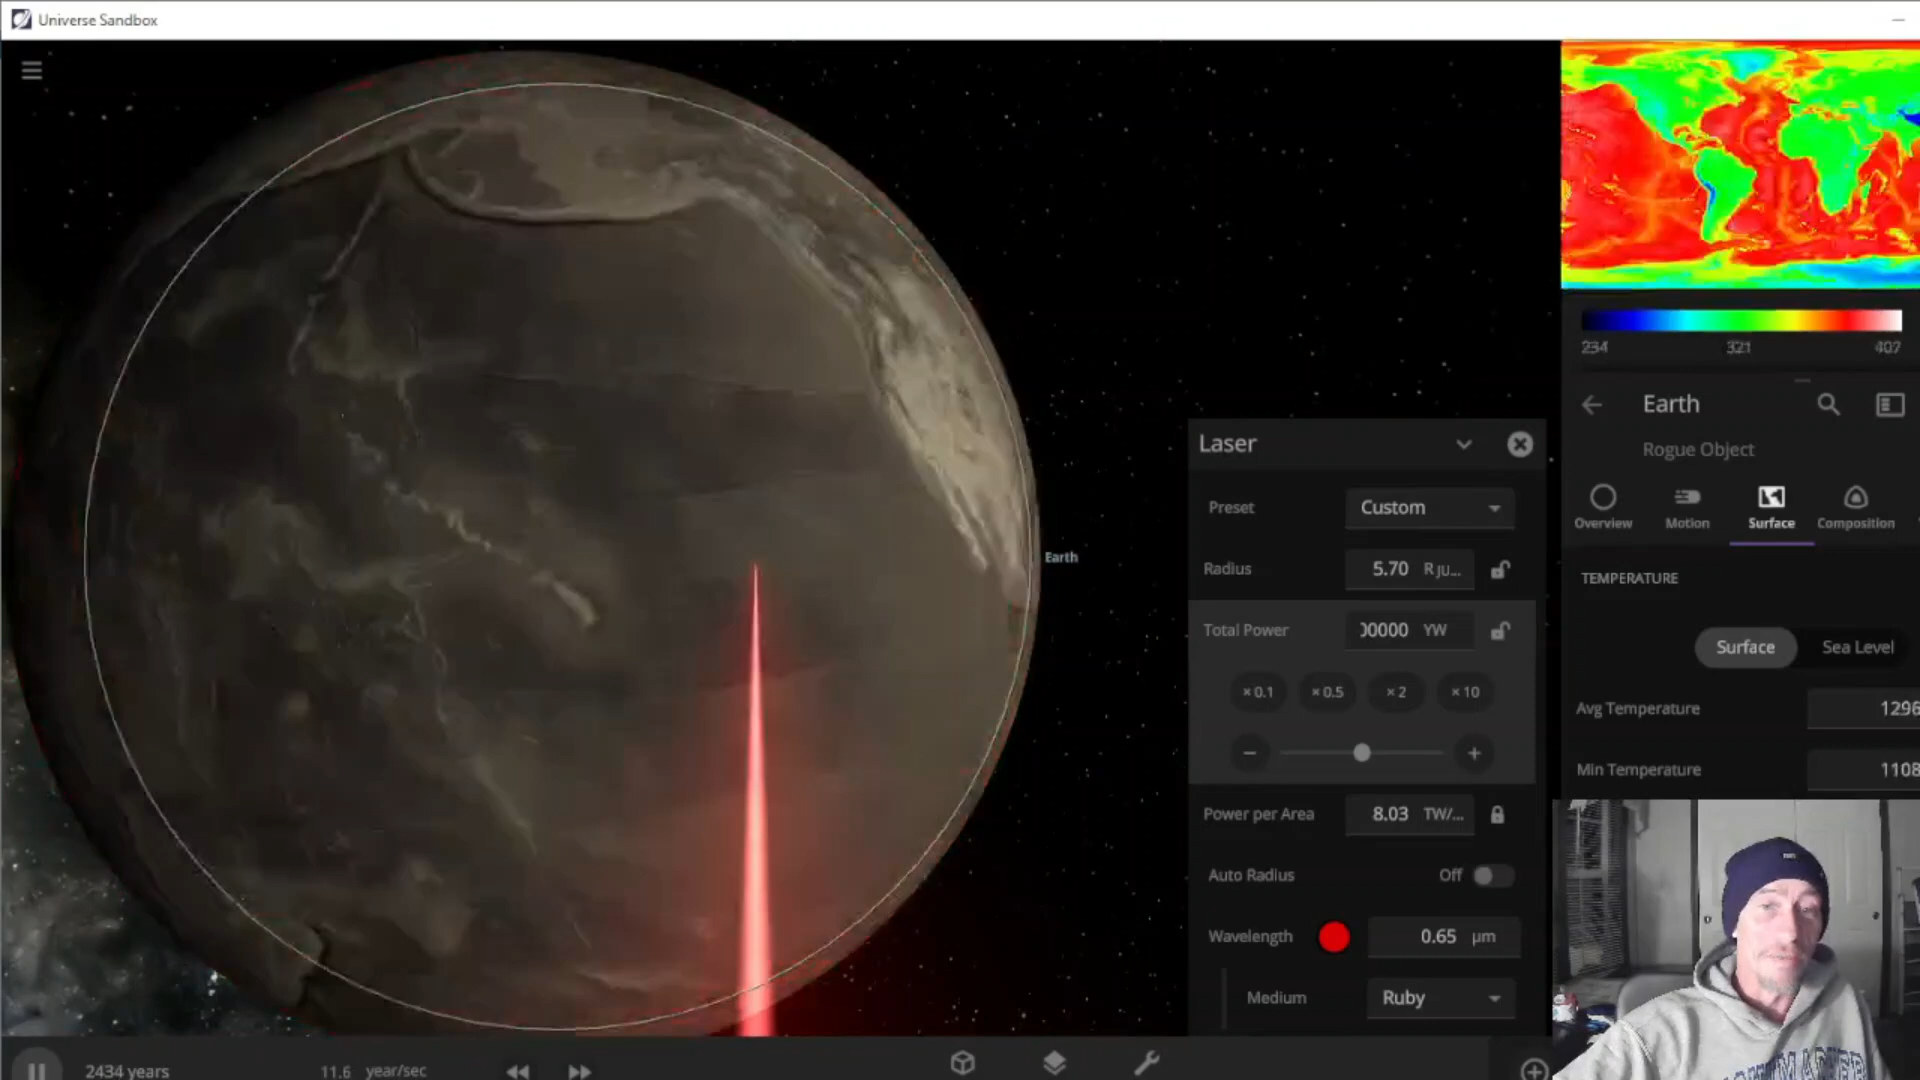 Universe Sandbox
234 321 407
Earth
Rogue Object
Overview Motion Surface Composition
TEMPERATURE
Surface Sea Level
Avg Temperature 1296
Min Temperature 1108
Earth
Laser
Preset Custom
Radius 5.70 R JU...
Total Power 00000 YW
×0.1 ×0.5 ×2 ×10
Power per Area 8.03 TW/...
Auto Radius Off
Wavelength 0.65 µm
Medium Ruby
2434 years 11.6 year/sec